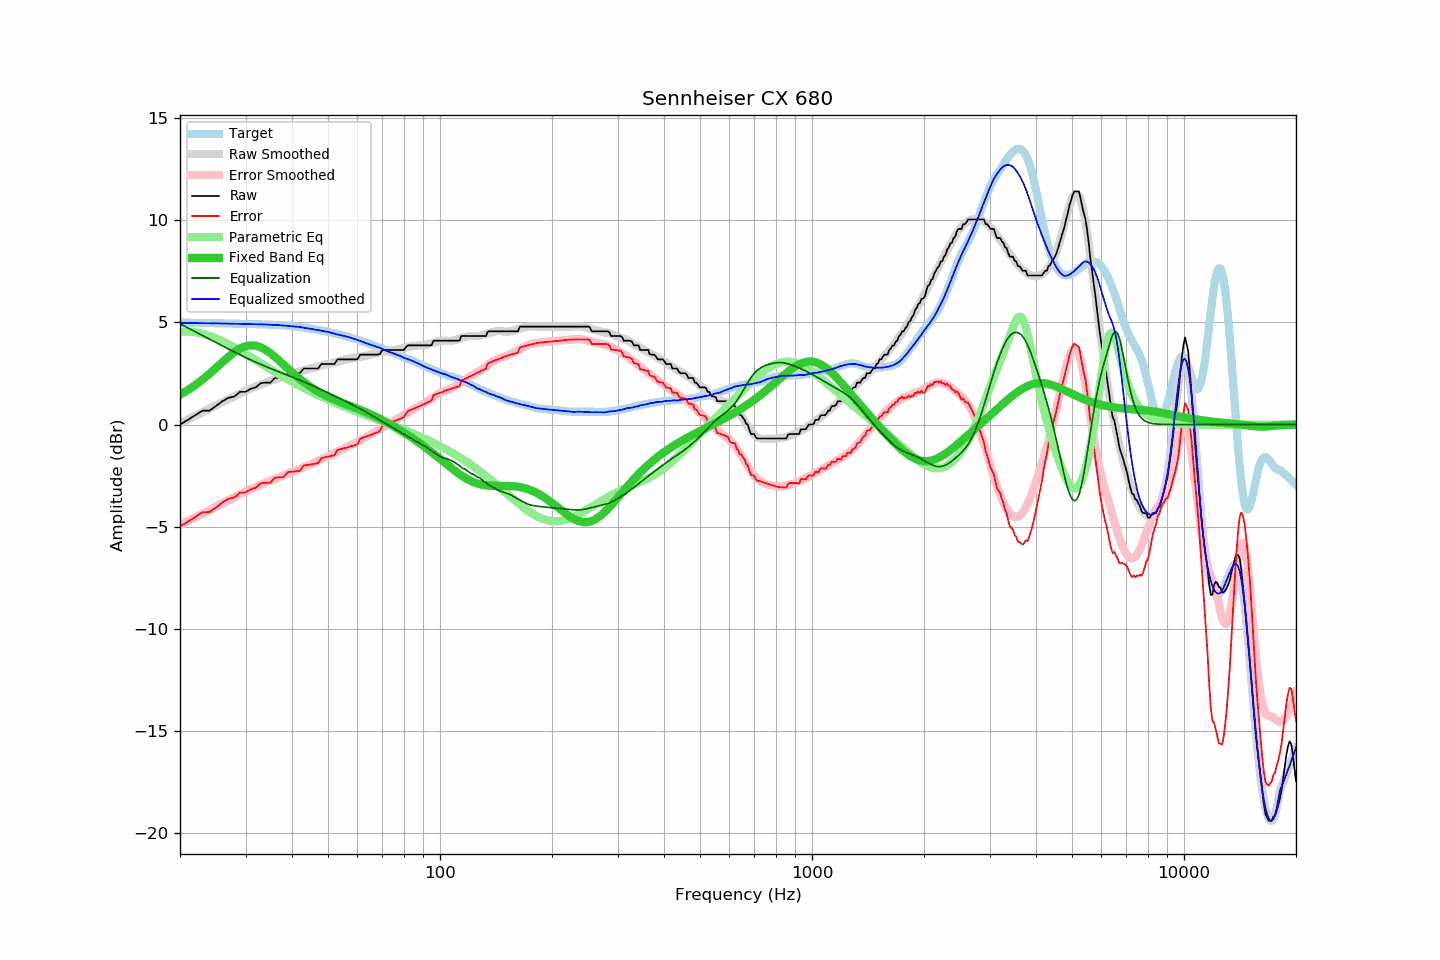 Sennheiser CX 680
Target
Raw Smoothed
Error Smoothed
Raw
Error
Parametric Eq
Fixed Band Eq
Equalization
Equalized smoothed
Amplitude (dBr)
15
10
5
0
−5
−10
−15
−20
100 1000 10000
Frequency (Hz)